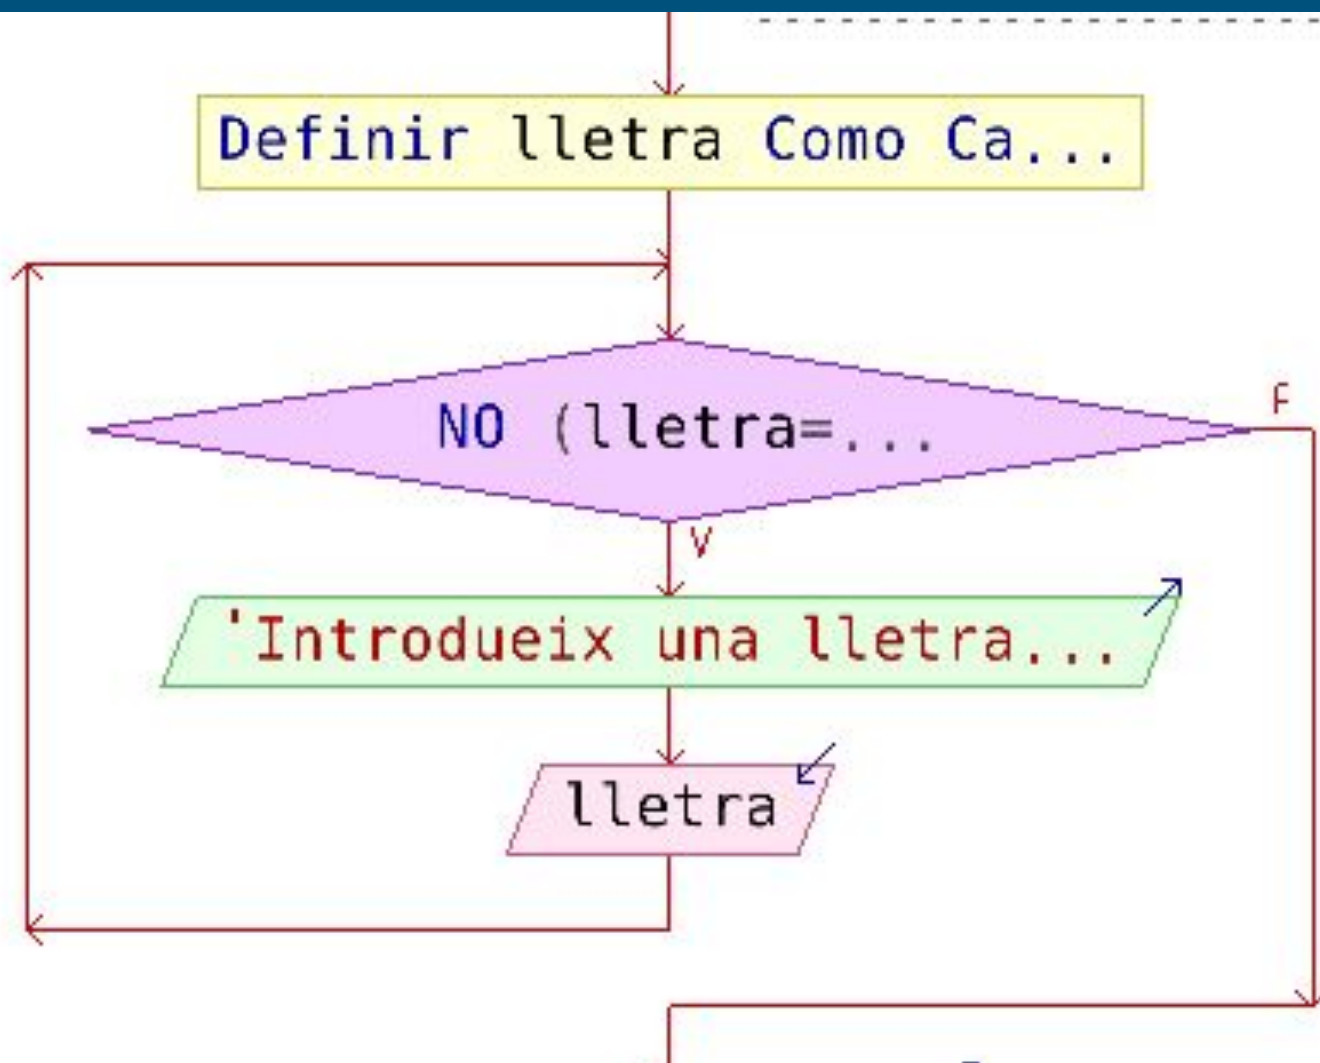 Definir lletra Como Ca...
NO (lletra=...
F
V
'Introdueix una lletra...
lletra